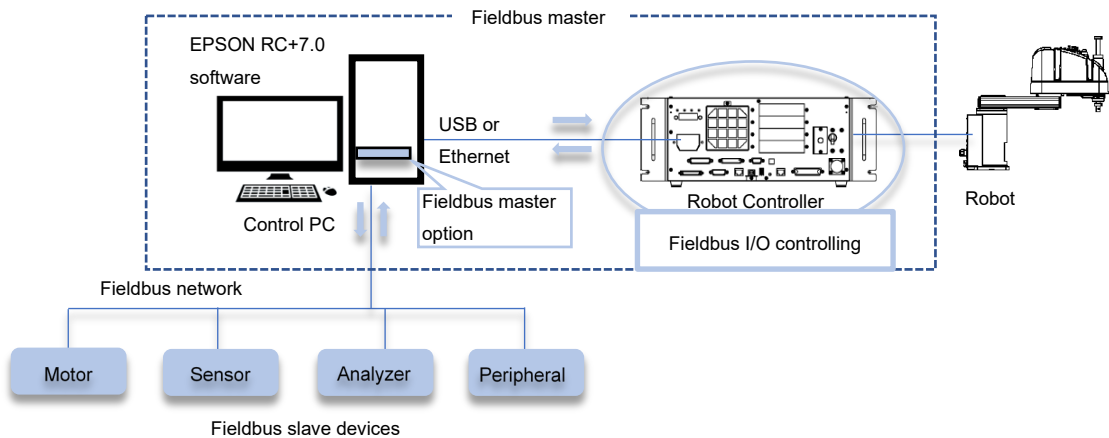 Fieldbus master
EPSON RC+7.0
software
USB or
Ethernet
Fieldbus master
option
Control PC
Robot Controller
Fieldbus I/O controlling
Robot
Fieldbus network
Motor
Sensor
Analyzer
Peripheral
Fieldbus slave devices